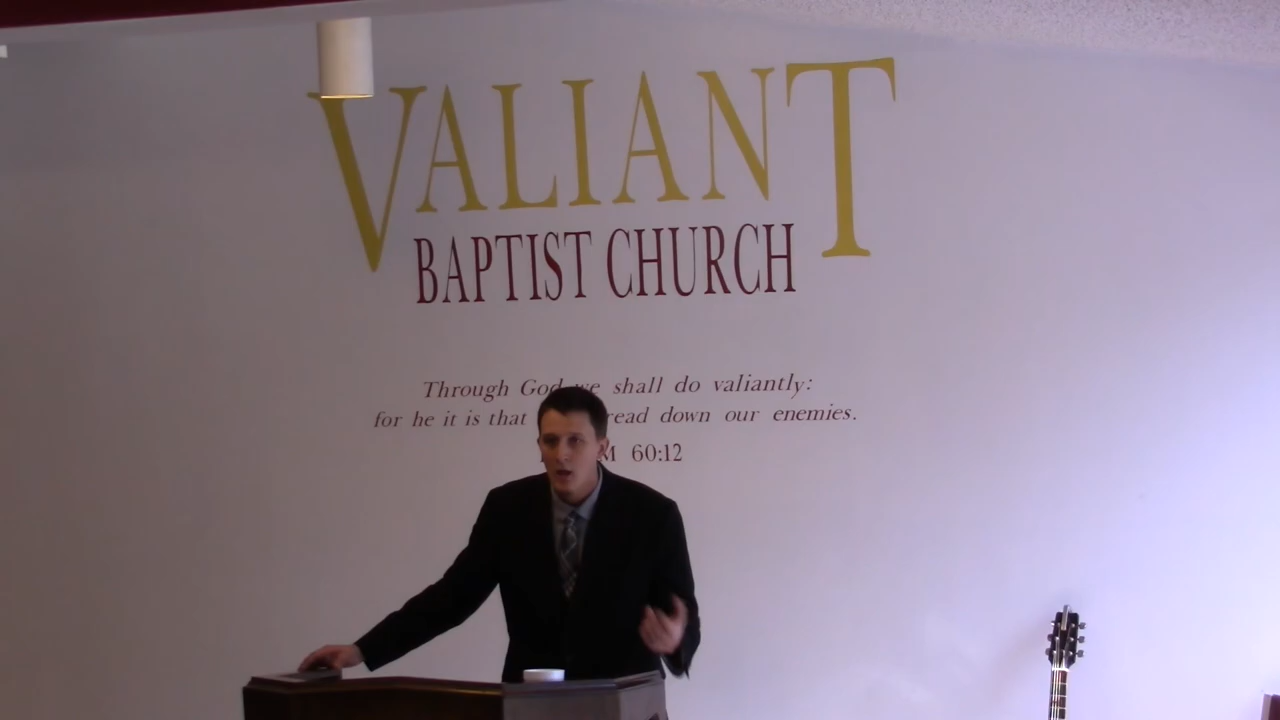 VALIANT
BAPTIST CHURCH
Through God we shall do valiantly:
for he it is that read down our enemies.
M 60:12